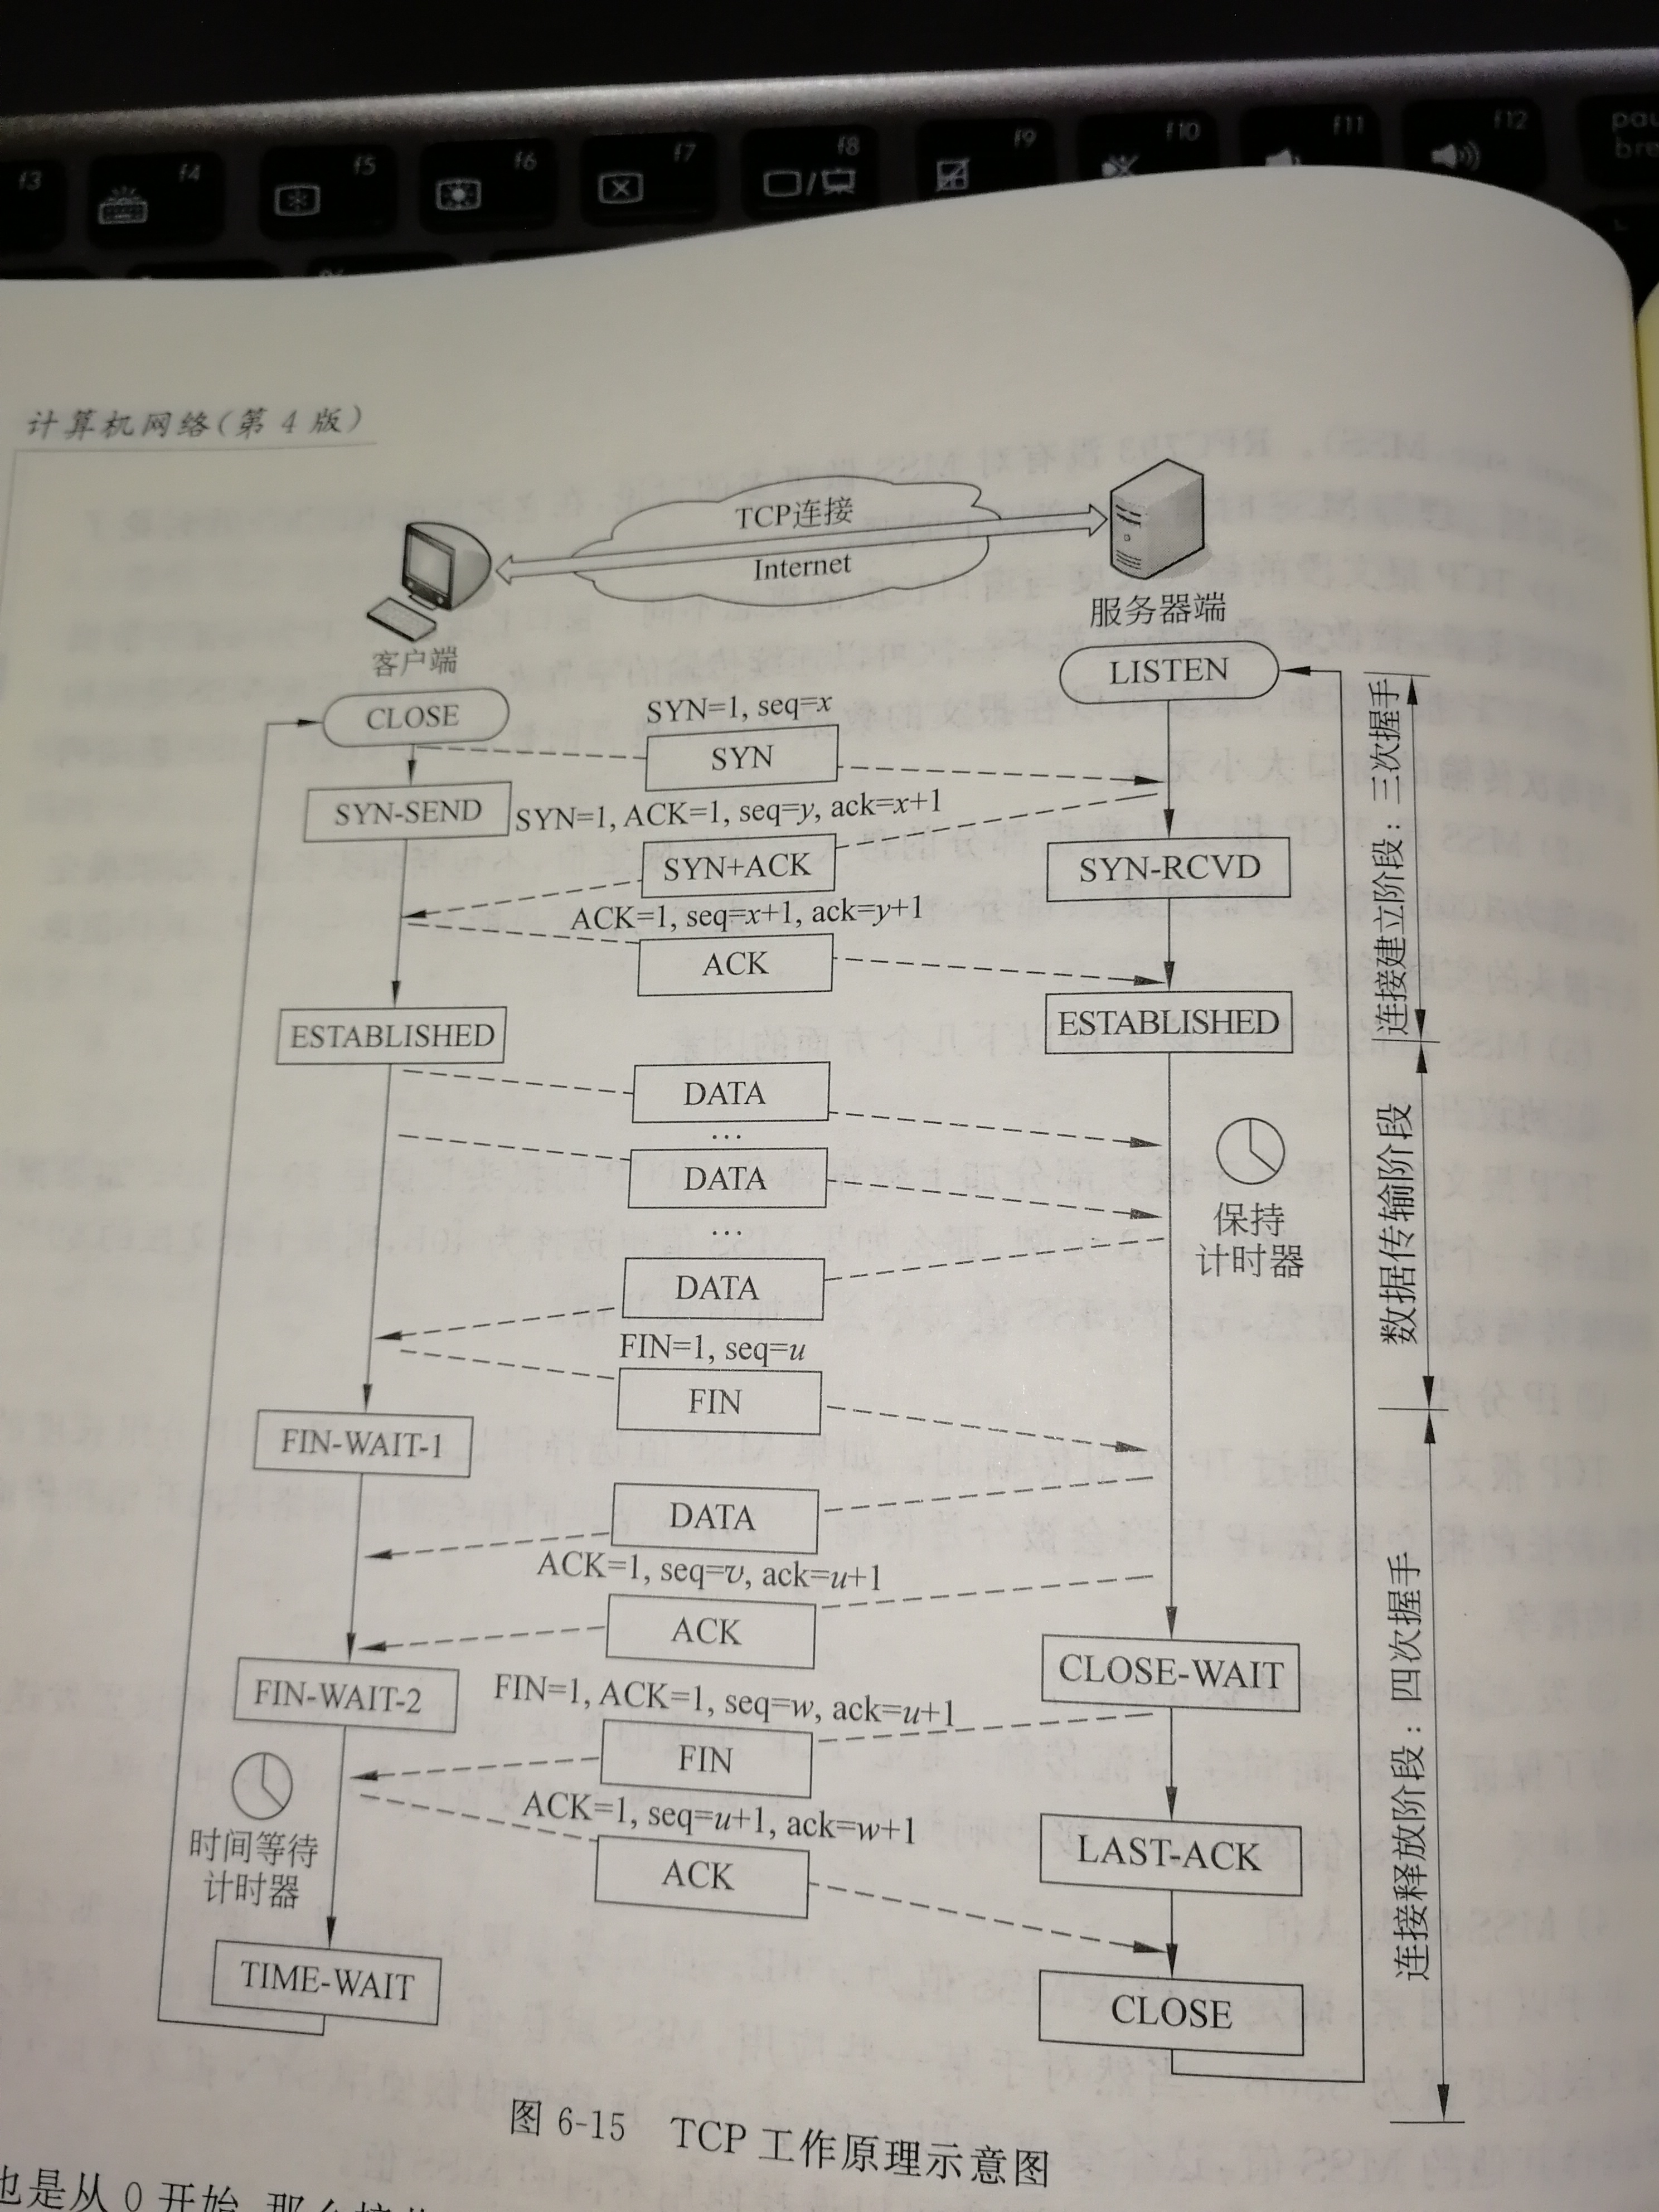 f3
f4
f5
f6
f7
f8
f9
f10
f11
f12
计算机网络(第4版)
TCP连接
Internet
客户端
服务器端
CLOSE
LISTEN
SYN=1, seq=x
SYN
SYN-SEND
SYN=1, ACK=1, seq=y, ack=x+1
SYN+ACK
SYN-RCVD
ACK=1, seq=x+1, ack=y+1
ACK
ESTABLISHED
ESTABLISHED
连接建立阶段：三次握手
DATA
...
DATA
...
DATA
保持
计时器
数据传输阶段
FIN=1, seq=u
FIN
FIN-WAIT-1
DATA
ACK=1, seq=v, ack=u+1
ACK
CLOSE-WAIT
FIN-WAIT-2
FIN=1, ACK=1, seq=w, ack=u+1
FIN
ACK=1, seq=u+1, ack=w+1
ACK
时间等待
计时器
LAST-ACK
TIME-WAIT
CLOSE
连接释放阶段：四次握手
图 6-15 TCP 工作原理示意图
也是从 0 开始